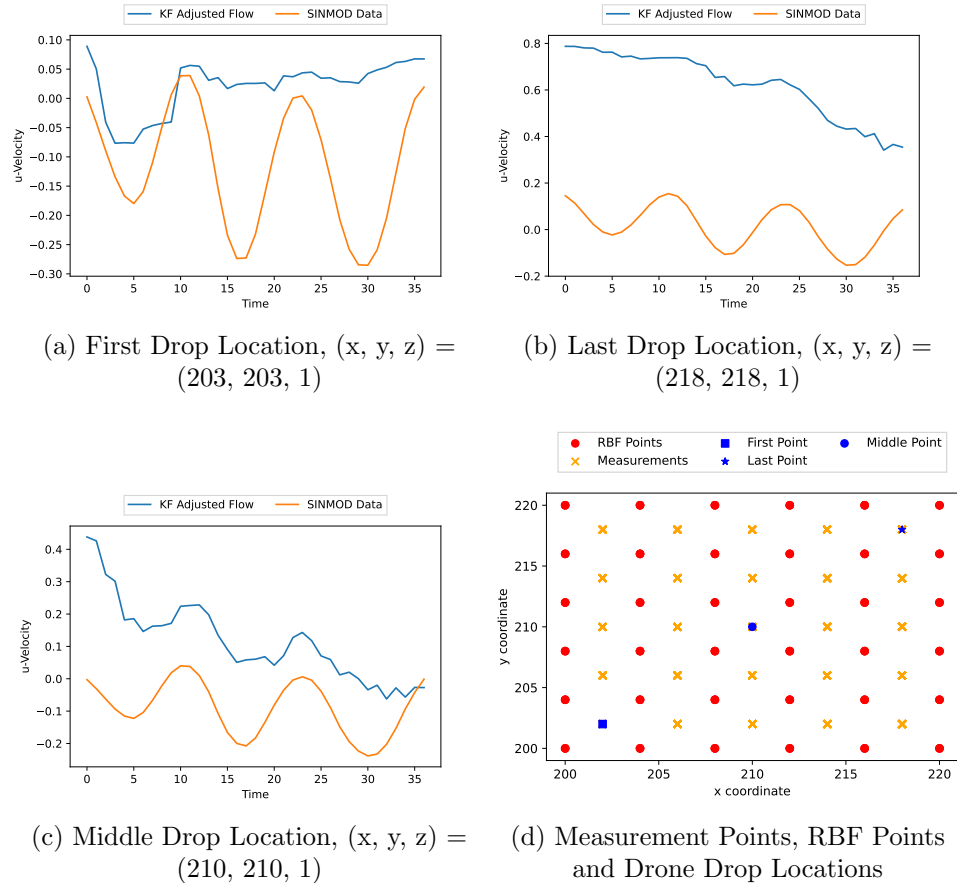 KF Adjusted Flow SINMOD Data
0.10
0.05
0.00
−0.05
−0.10
−0.15
−0.20
−0.25
−0.30
u-Velocity
0 5 10 15 20 25 30 35
Time
(a) First Drop Location, (x, y, z) =
(203, 203, 1)
KF Adjusted Flow SINMOD Data
0.8
0.6
0.4
0.2
0.0
−0.2
u-Velocity
0 5 10 15 20 25 30 35
Time
(b) Last Drop Location, (x, y, z) =
(218, 218, 1)
KF Adjusted Flow SINMOD Data
0.4
0.3
0.2
0.1
0.0
−0.1
−0.2
u-Velocity
0 5 10 15 20 25 30 35
Time
(c) Middle Drop Location, (x, y, z) =
(210, 210, 1)
RBF Points First Point Middle Point
Measurements Last Point
220
215
210
205
200
y coordinate
200 205 210 215 220
x coordinate
(d) Measurement Points, RBF Points
and Drone Drop Locations